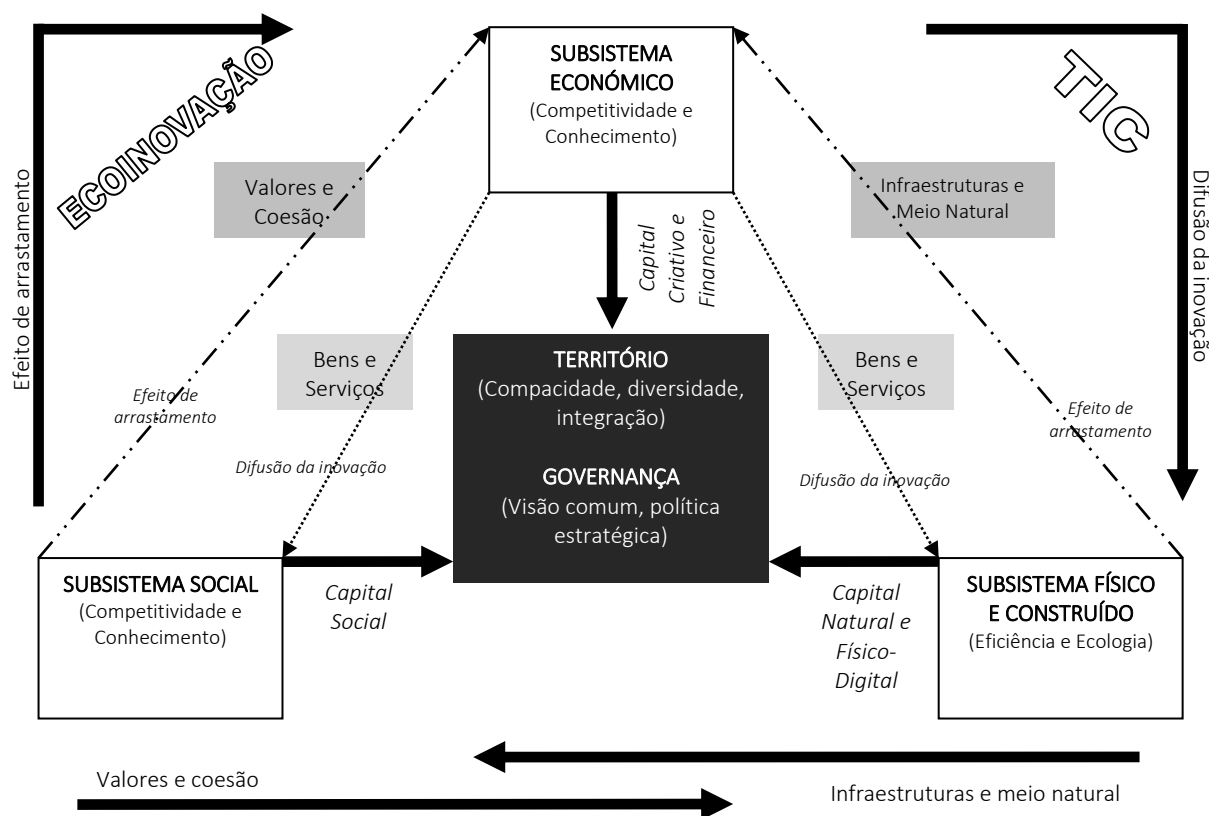 SUBSISTEMA
ECONÓMICO
(Competitividade e
Conhecimento)
ECOINOVAÇÃO
TIC
Efeito de arrastamento
Valores e
Coesão
Infraestruturas e
Meio Natural
Difusão da inovação
Capital
Criativo e
Financeiro
Bens e
Serviços
TERRITÓRIO
(Compacidade, diversidade,
integração)
GOVERNANÇA
(Visão comum, política
estratégica)
Bens e
Serviços
Efeito de
arrastamento
Difusão da inovação
Efeito de
arrastamento
Difusão da inovação
SUBSISTEMA SOCIAL
(Competitividade e
Conhecimento)
Capital
Social
Capital
Natural e
Físico-
Digital
SUBSISTEMA FÍSICO
E CONSTRUÍDO
(Eficiência e Ecologia)
Valores e coesão
Infraestruturas e meio natural